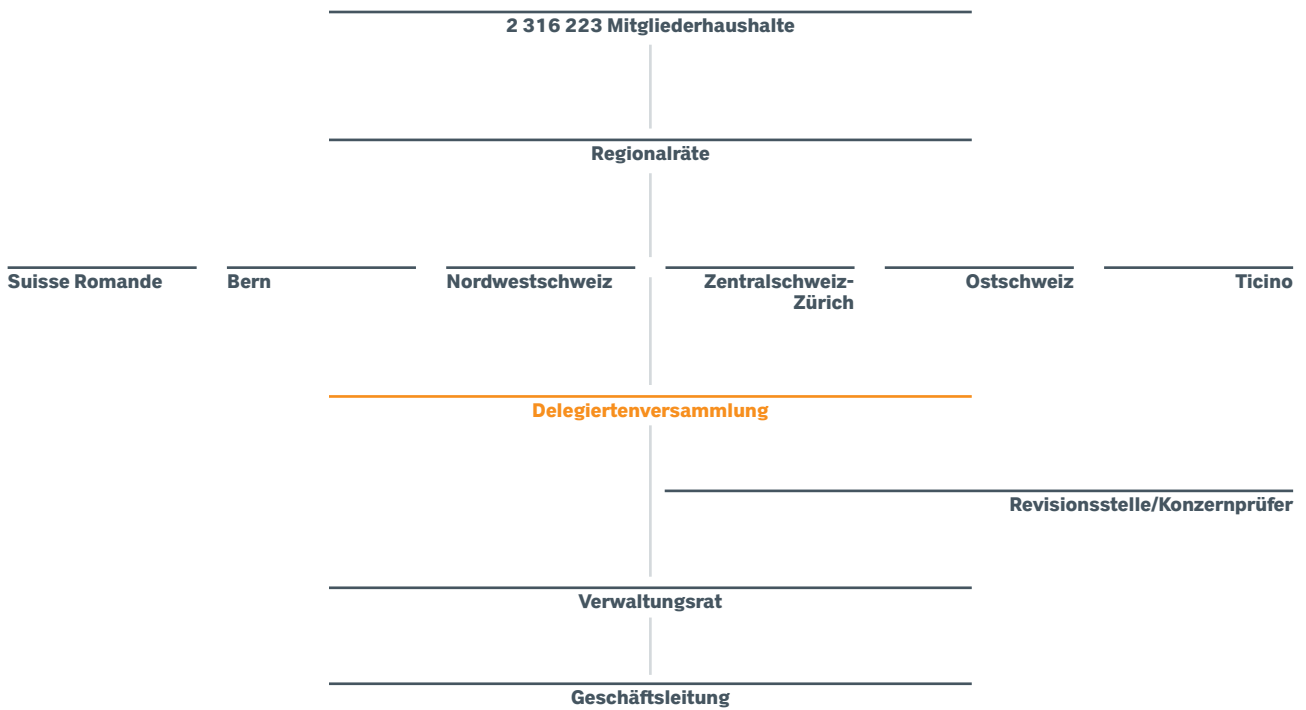 2 316 223 Mitgliederhaushalte
Regionalräte
Suisse Romande
Bern
Nordwestschweiz
Zentralschweiz-
Zürich
Ostschweiz
Ticino
Delegiertenversammlung
Revisionsstelle/Konzernprüfer
Verwaltungsrat
Geschäftsleitung